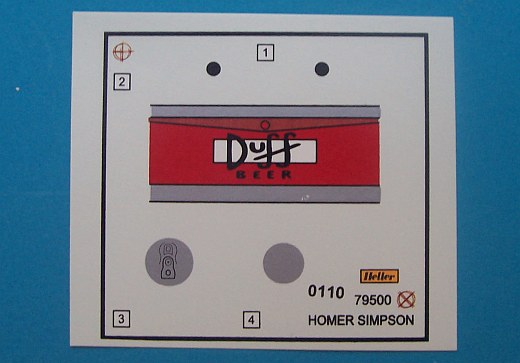 1
2
Duff
BEER
Heller
0110 79500
3
4
HOMER SIMPSON